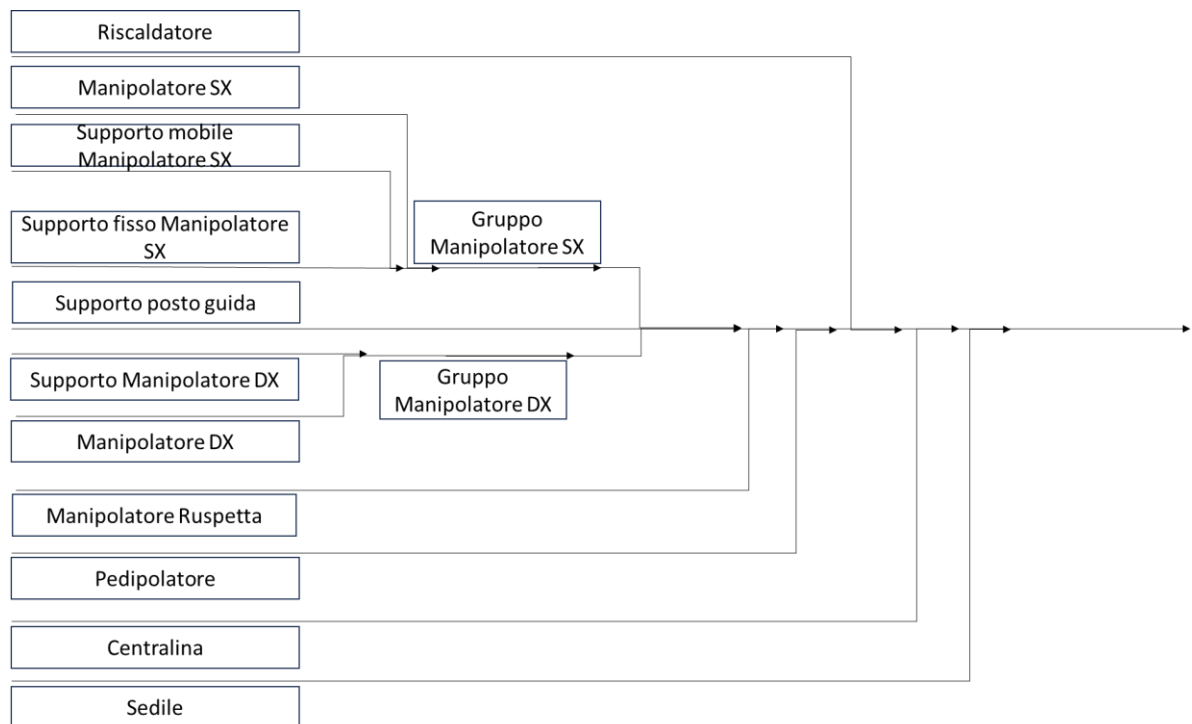 Riscaldatore
Manipolatore SX
Supporto mobile
Manipolatore SX
Supporto fisso Manipolatore
SX
Gruppo
Manipolatore SX
Supporto posto guida
Supporto Manipolatore DX
Gruppo
Manipolatore DX
Manipolatore DX
Manipolatore Ruspetta
Pedipolatore
Centralina
Sedile